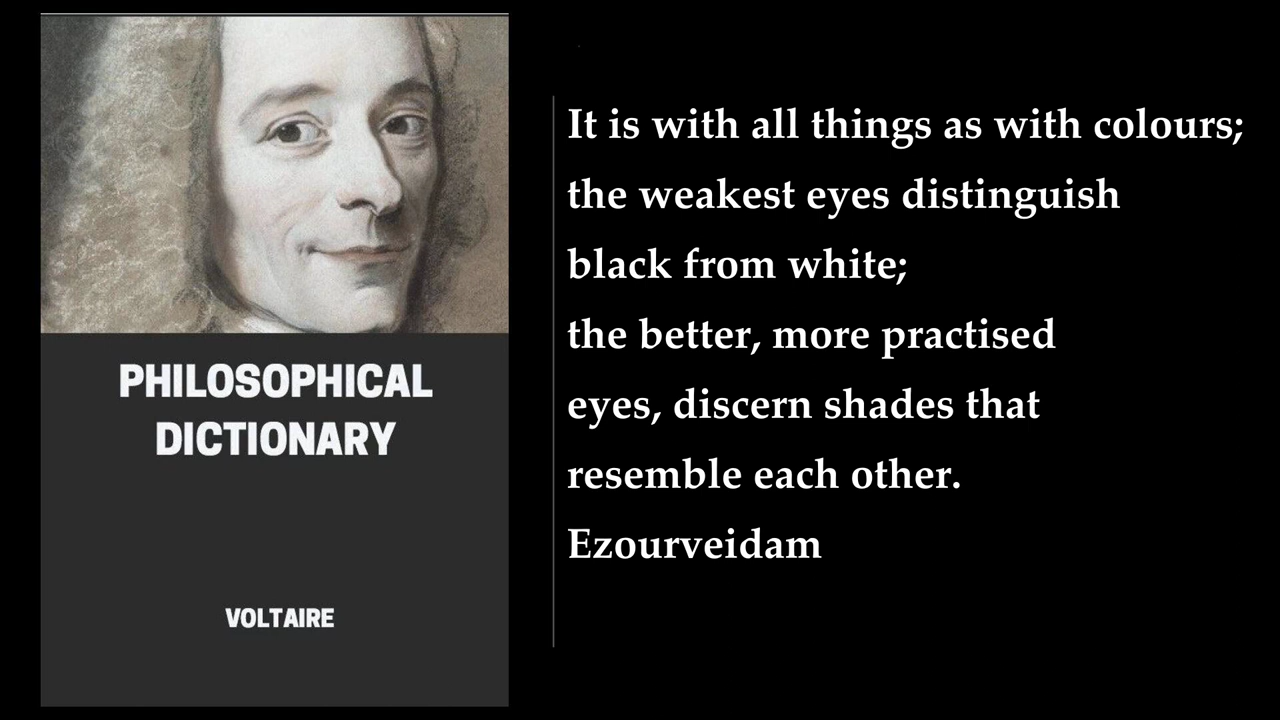 PHILOSOPHICAL
DICTIONARY
VOLTAIRE
It is with all things as with colours;
the weakest eyes distinguish
black from white;
the better, more practised
eyes, discern shades that
resemble each other.
Ezourveidam